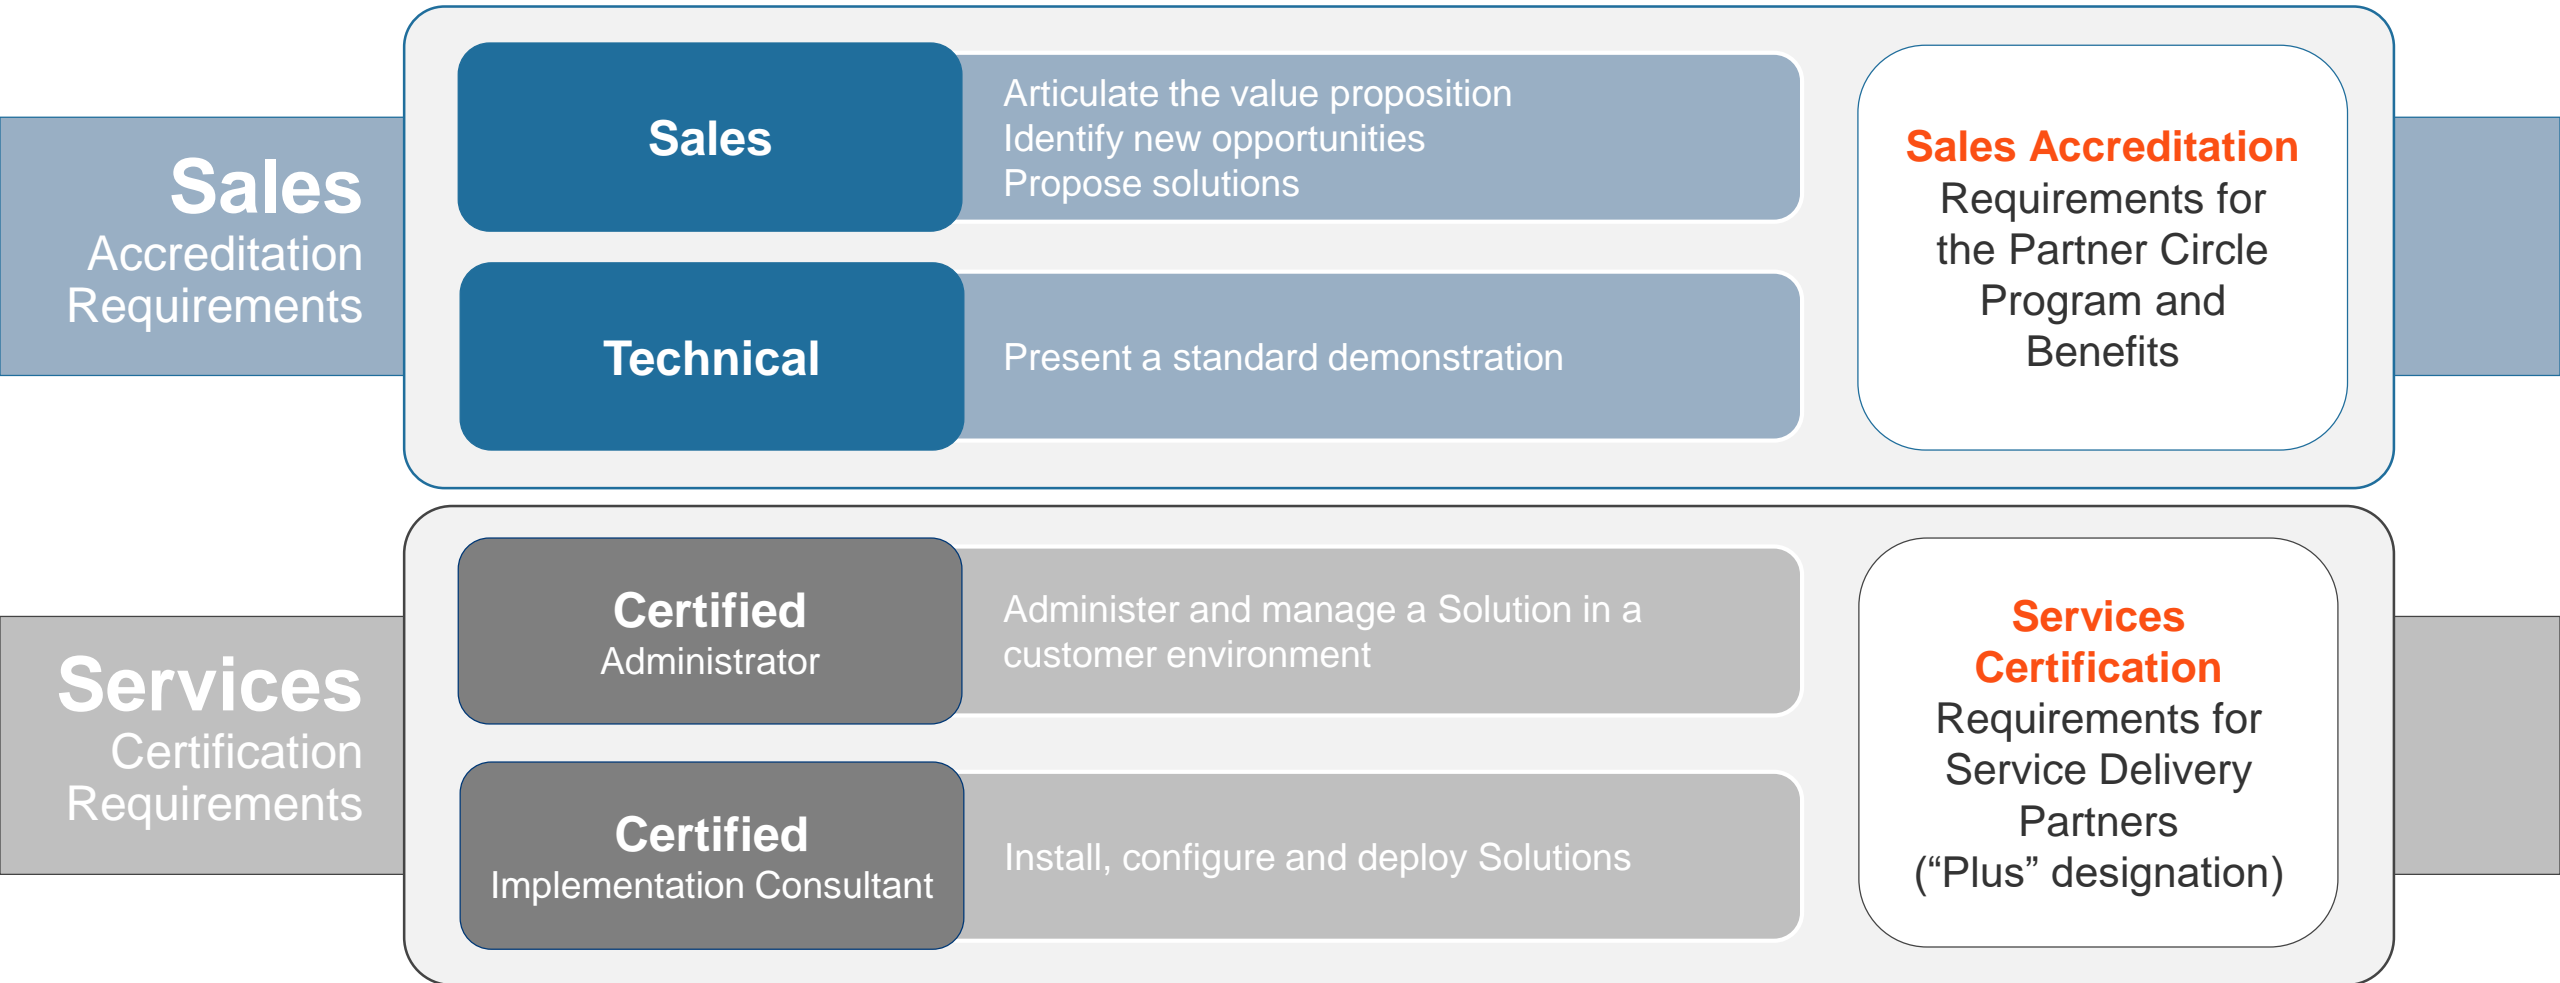 Sales
Accreditation
Requirements
Sales
Articulate the value proposition
Identify new opportunities
Propose solutions
Technical
Present a standard demonstration
Sales Accreditation
Requirements for
the Partner Circle
Program and
Benefits
Services
Certification
Requirements
Certified
Administrator
Administer and manage a Solution in a
customer environment
Certified
Implementation Consultant
Install, configure and deploy Solutions
Services
Certification
Requirements for
Service Delivery
Partners
(“Plus” designation)